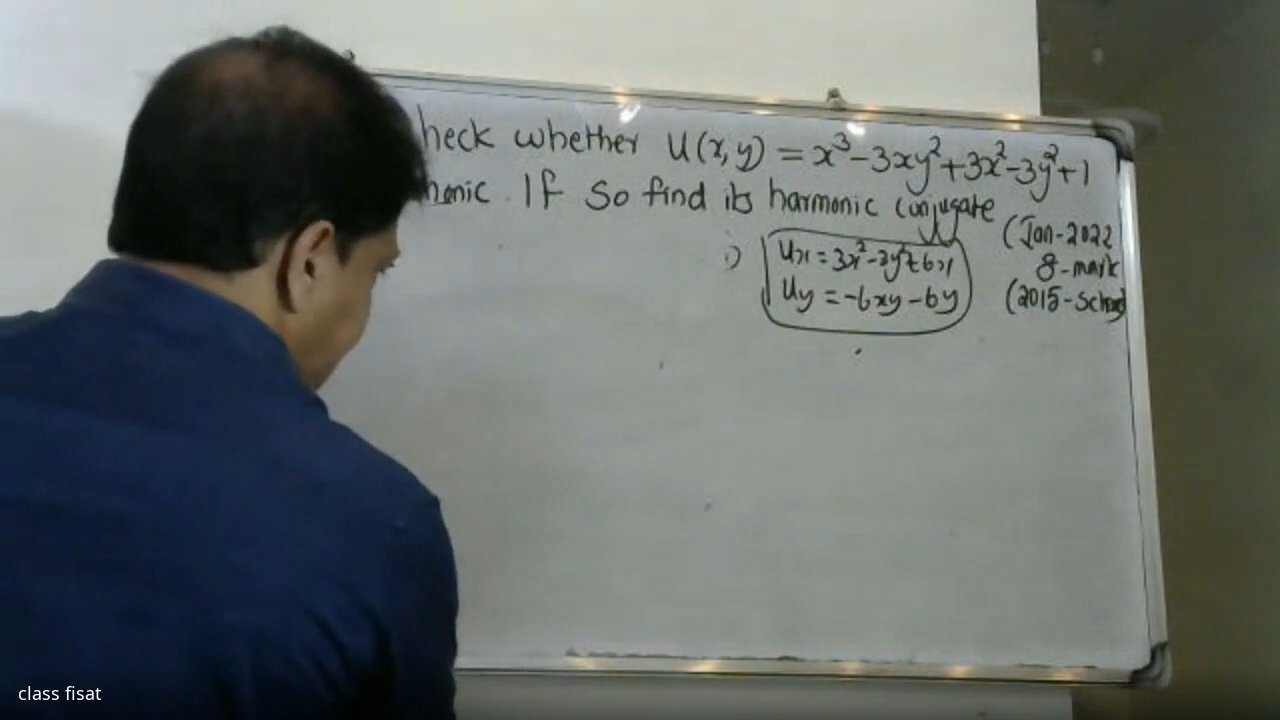 heck whether U(x,y) = x³-3xy²+3x²-3y²+1
monic. If so find its harmonic conjugate
(Jan-2022
8-mark
(2015-Scheme)
i) Ux = 3x²-3y²+6x
Uy = -6xy-6y
class fisat